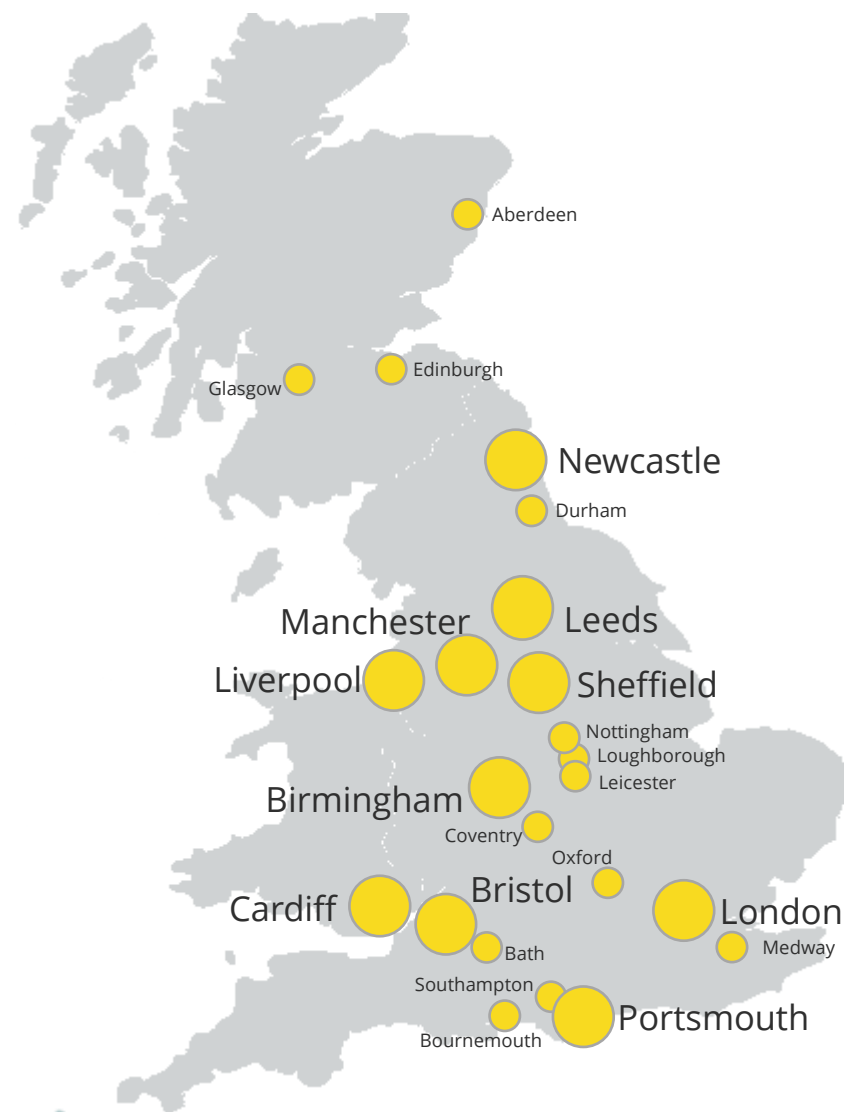 Aberdeen
Edinburgh
Glasgow
Newcastle
Durham
Manchester
Leeds
Liverpool
Sheffield
Nottingham
Loughborough
Leicester
Birmingham
Coventry
Oxford
Bristol
Cardiff
London
Bath
Medway
Southampton
Portsmouth
Bournemouth